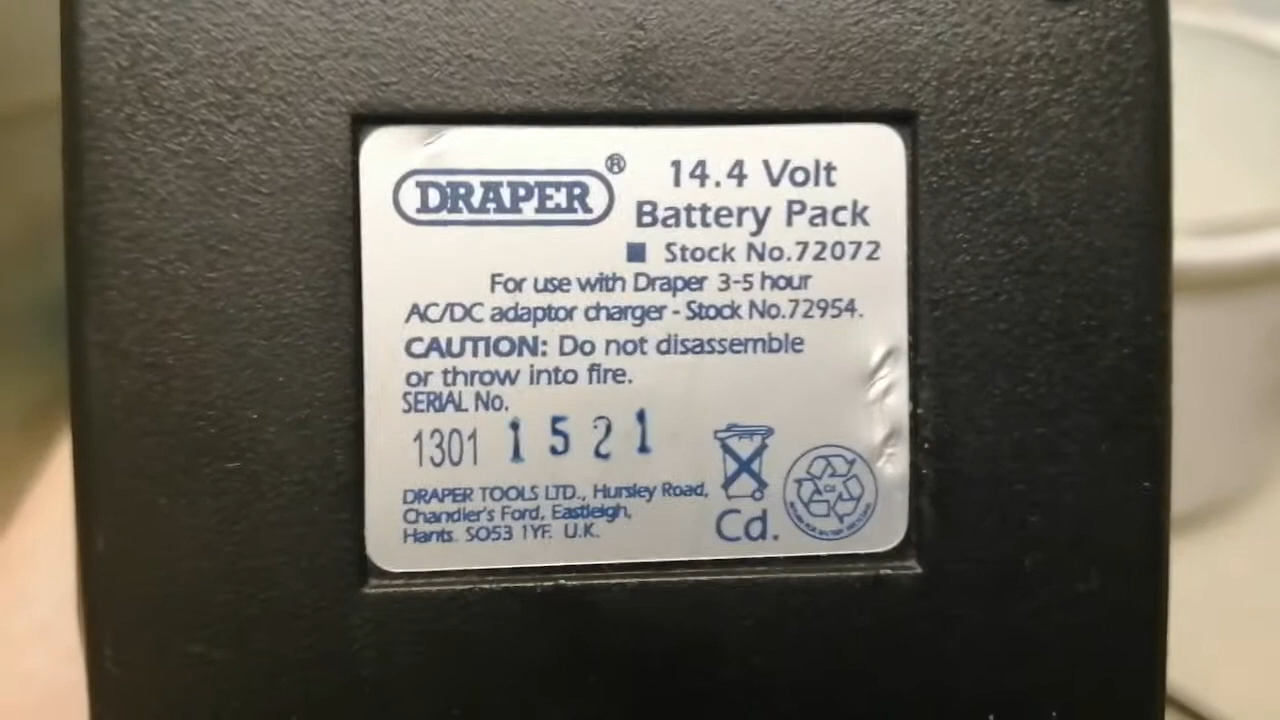 DRAPER®
14.4 Volt
Battery Pack
■ Stock No.72072
For use with Draper 3-5 hour
AC/DC adaptor charger - Stock No.72954.
CAUTION: Do not disassemble
or throw into fire.
SERIAL No.
1301 1521
DRAPER TOOLS LTD., Hursley Road,
Chandler's Ford, Eastleigh,
Hants. SO53 1YF. U.K.
Cd.